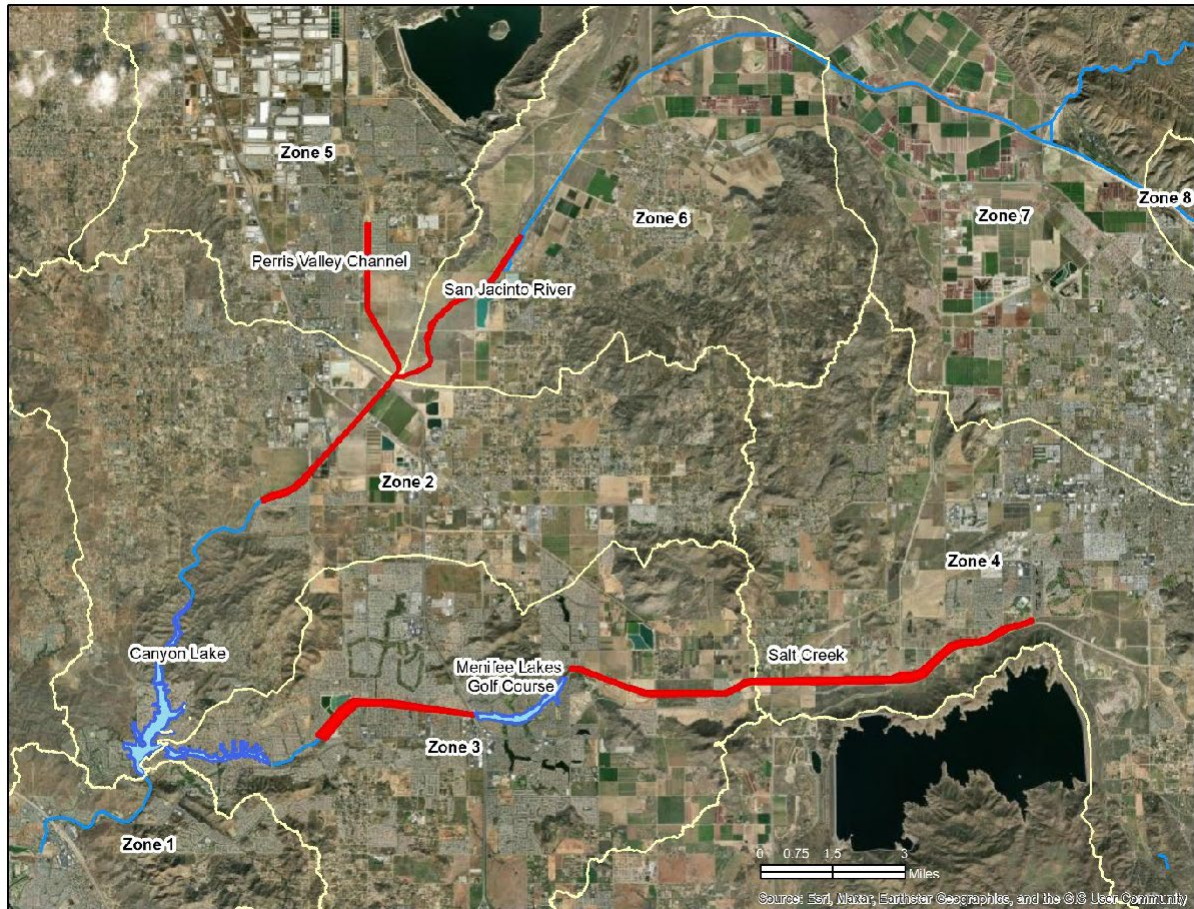 Zone 5
Zone 8
Zone 6
Zone 7
Perris Valley Channel
San Jacinto River
Zone 2
Zone 4
Canyon Lake
Menifee Lakes
Golf Course
Salt Creek
Zone 3
Zone 1
0 0.75 1.5 3
Miles
Source: Esri, Maxar, Earthstar Geographics, and the GIS User Community